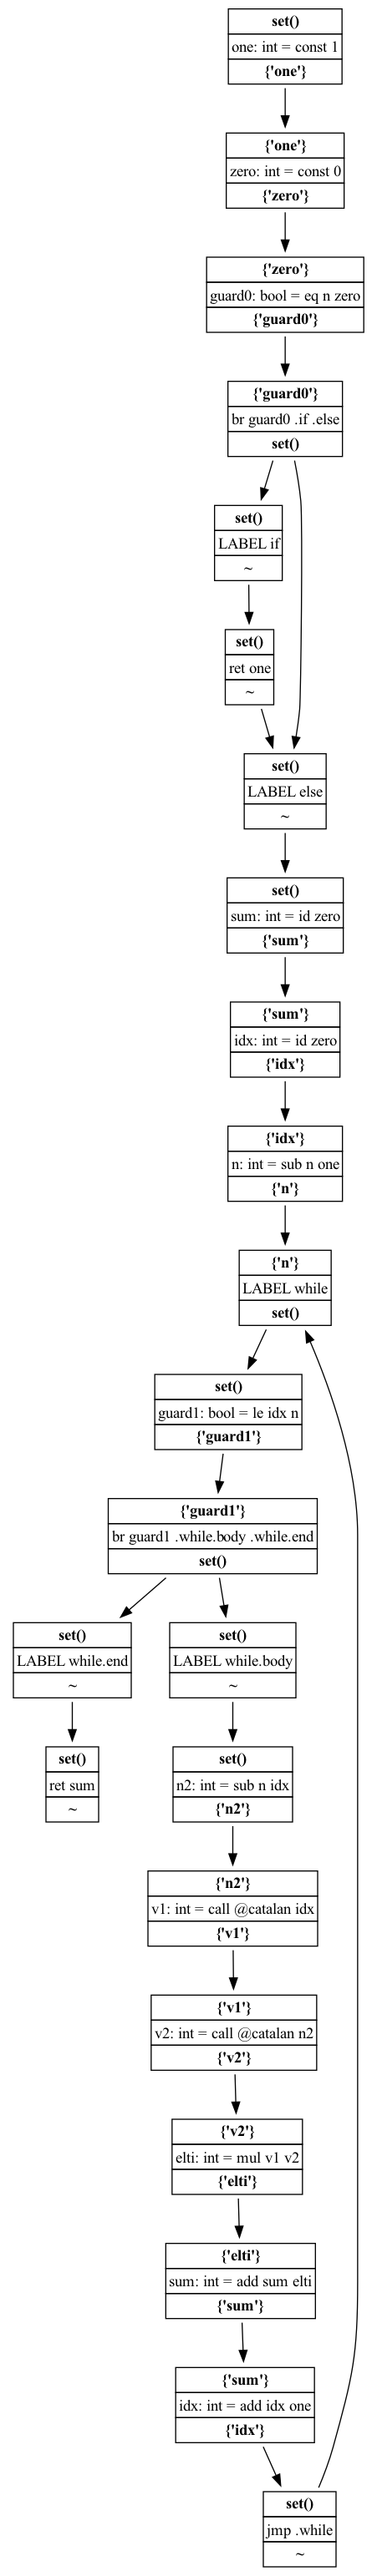 set()
one: int = const 1
{'one'}
{'one'}
zero: int = const 0
{'zero'}
{'zero'}
guard0: bool = eq n zero
{'guard0'}
{'guard0'}
br guard0 .if .else
set()
set()
LABEL if
~
set()
ret one
~
set()
LABEL else
~
set()
sum: int = id zero
{'sum'}
{'sum'}
idx: int = id zero
{'idx'}
{'idx'}
n: int = sub n one
{'n'}
{'n'}
LABEL while
set()
set()
guard1: bool = le idx n
{'guard1'}
{'guard1'}
br guard1 .while.body .while.end
set()
set()
LABEL while.end
~
set()
LABEL while.body
~
set()
ret sum
~
set()
n2: int = sub n idx
{'n2'}
{'n2'}
v1: int = call @catalan idx
{'v1'}
{'v1'}
v2: int = call @catalan n2
{'v2'}
{'v2'}
elti: int = mul v1 v2
{'elti'}
{'elti'}
sum: int = add sum elti
{'sum'}
{'sum'}
idx: int = add idx one
{'idx'}
set()
jmp .while
~